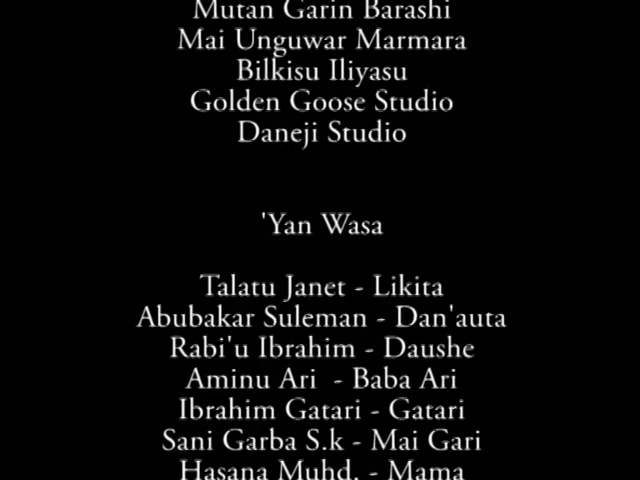 Mutan Garin Barashi
Mai Unguwar Marmara
Bilkisu Iliyasu
Golden Goose Studio
Daneji Studio
'Yan Wasa
Talatu Janet - Likita
Abubakar Suleman - Dan'auta
Rabi'u Ibrahim - Daushe
Aminu Ari - Baba Ari
Ibrahim Gatari - Gatari
Sani Garba S.k - Mai Gari
Hasana Muhd. - Mama